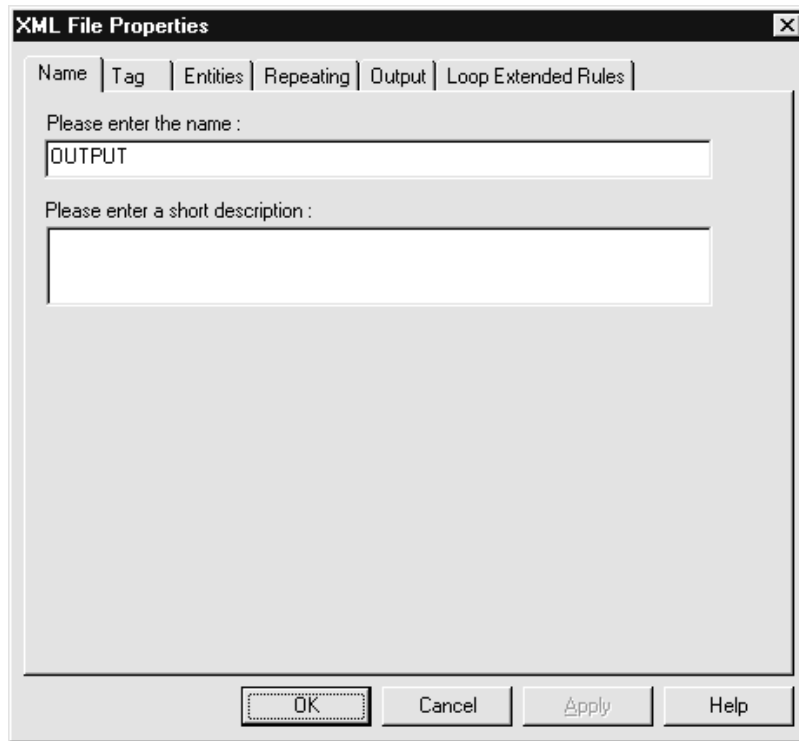 XML File Properties
Name Tag Entities Repeating Output Loop Extended Rules
Please enter the name :
OUTPUT
Please enter a short description :
OK Cancel Apply Help